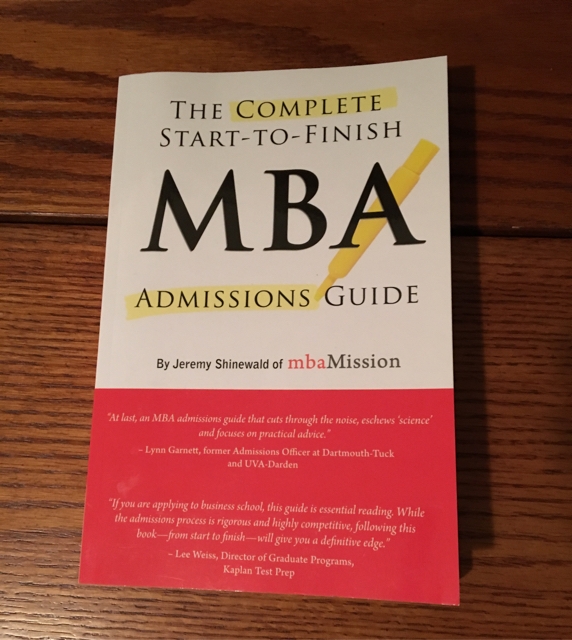 THE COMPLETE
START-TO-FINISH
MBA
ADMISSIONS GUIDE
By Jeremy Shinewald of mbaMission
“At last, an MBA admissions guide that cuts through the noise, eschews ‘science’
and focuses on practical advice.”
– Lynn Garnett, former Admissions Officer at Dartmouth-Tuck
and UVA-Darden
“If you are applying to business school, this guide is essential reading. While
the admissions process is rigorous and highly competitive, following this
book—from start to finish—will give you a definitive edge.”
– Lee Weiss, Director of Graduate Programs,
Kaplan Test Prep